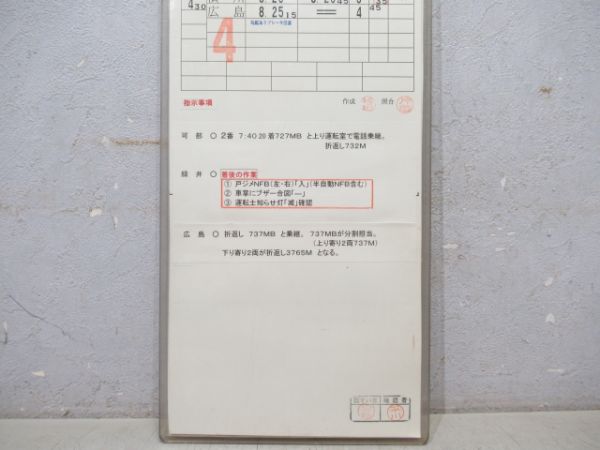 4 30 広島 8.25 15 == 4 45
4
指示事項 作成 照合
可部 〇 2番 7:40 20 着727MB と上り運転室で電話乗継。
折返し732M
緑井 〇 着後の作業
① 戸ジメNFB(左・右)「入」(半自動NFB含む)
② 車掌にブザー合図「―」
③ 運転士知らせ灯「滅」確認
広島 〇 折返し 737MB と乗継。 737MBが分割担当。
(上り寄り2両737M)
下り寄り2両が折返し3765M となる。